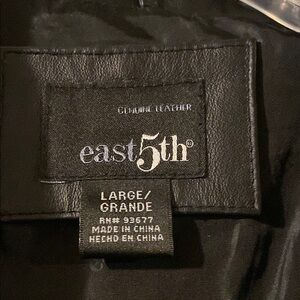 GENUINE LEATHER
east5th®
LARGE/
GRANDE
RN# 93677
MADE IN CHINA
HECHO EN CHINA